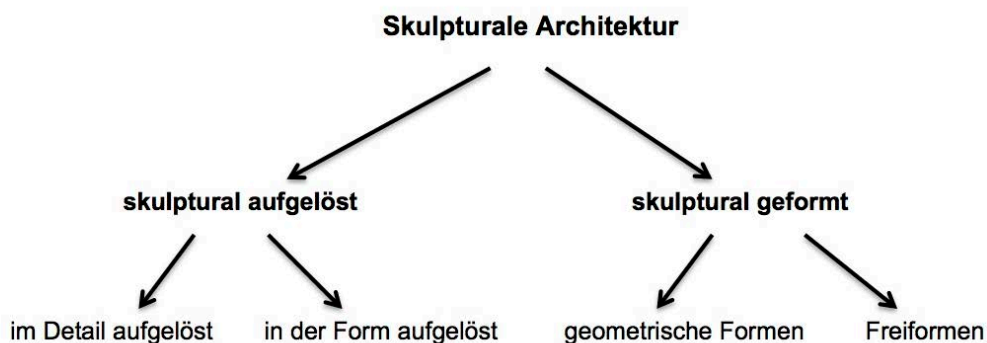 Skulpturale Architektur
skulptural aufgelöst
skulptural geformt
im Detail aufgelöst
in der Form aufgelöst
geometrische Formen
Freiformen